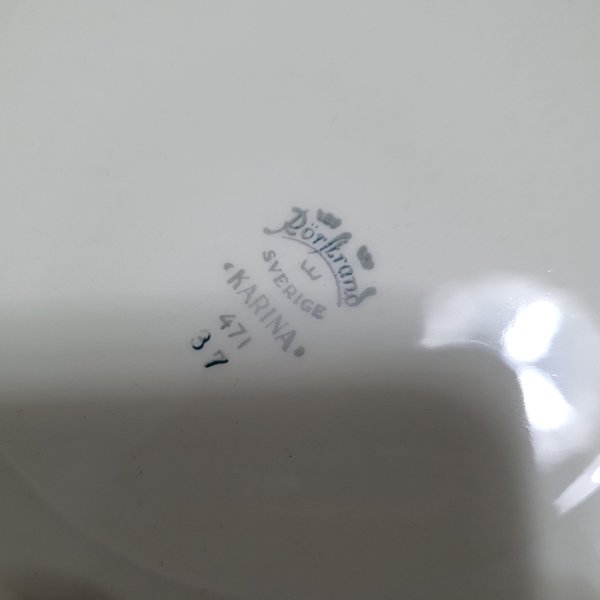 Rörstrand
SVERIGE
"KARINA"
471
37